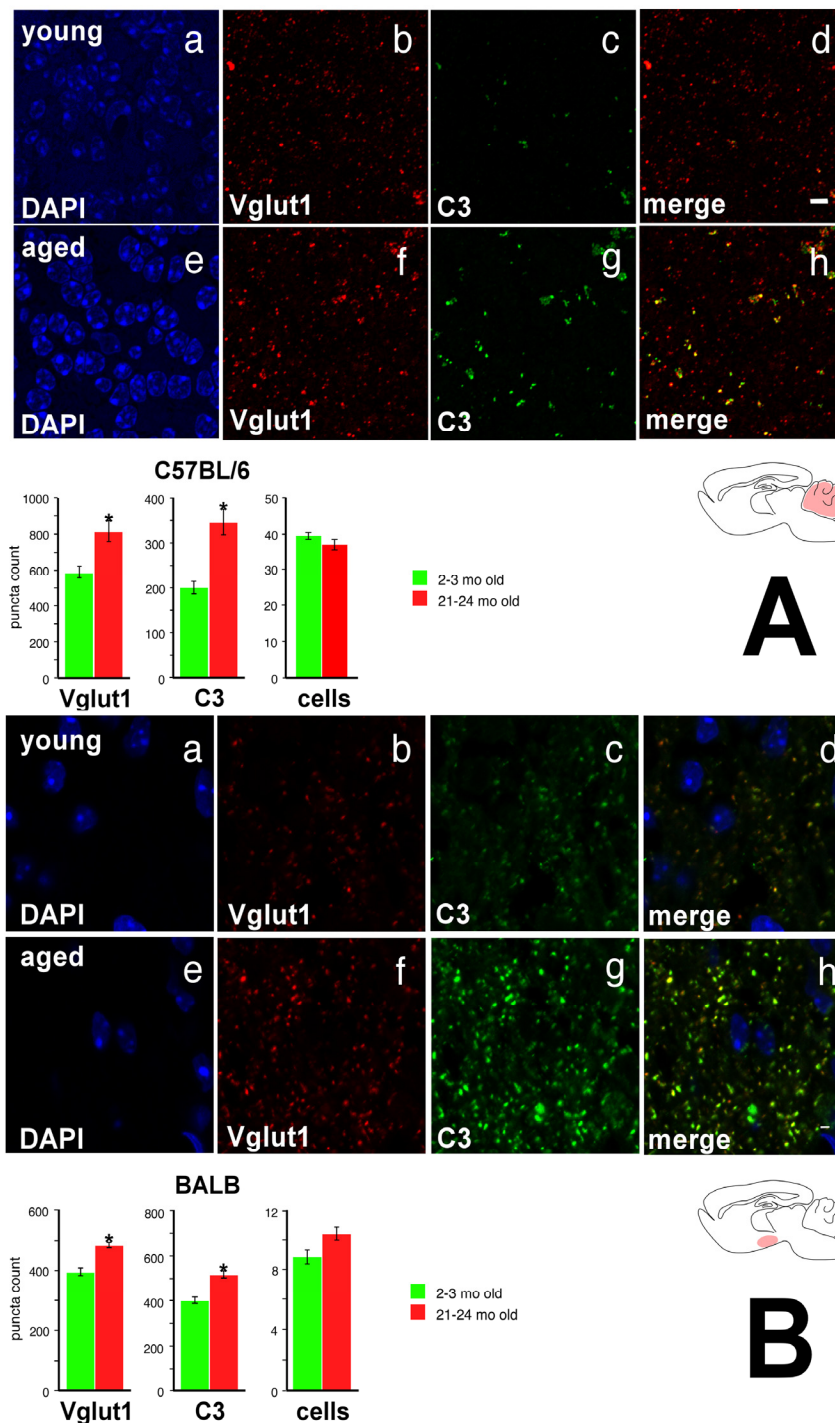 young a b c d
DAPI Vglut1 C3 merge
aged e f g h
DAPI Vglut1 C3 merge
C57BL/6
1000 400 50
800 350 40
600 300 30
400 200 20
200 100 10
0 0 0
puncta count
* *
Vglut1 C3 cells
2-3 mo old
21-24 mo old
A
young a b c d
DAPI Vglut1 C3 merge
aged e f g h
DAPI Vglut1 C3 merge
BALB
600 800 12
400 600 8
200 400 4
0 200 0
0
puncta count
* *
Vglut1 C3 cells
2-3 mo old
21-24 mo old
B